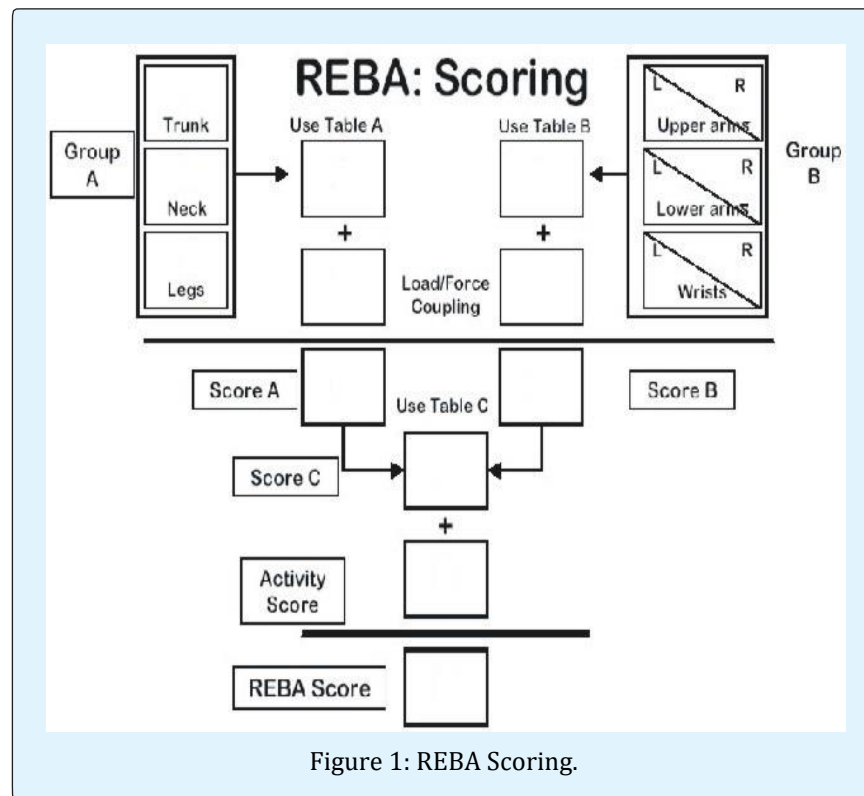 REBA: Scoring
Group
A
Trunk
Neck
Legs
Use Table A
+
Use Table B
+
L R
Upper arms
L R
Lower arms
L R
Wrists
Group
B
Load/Force
Coupling
Score A
Use Table C
Score B
Score C
+
Activity
Score
REBA Score
Figure 1: REBA Scoring.